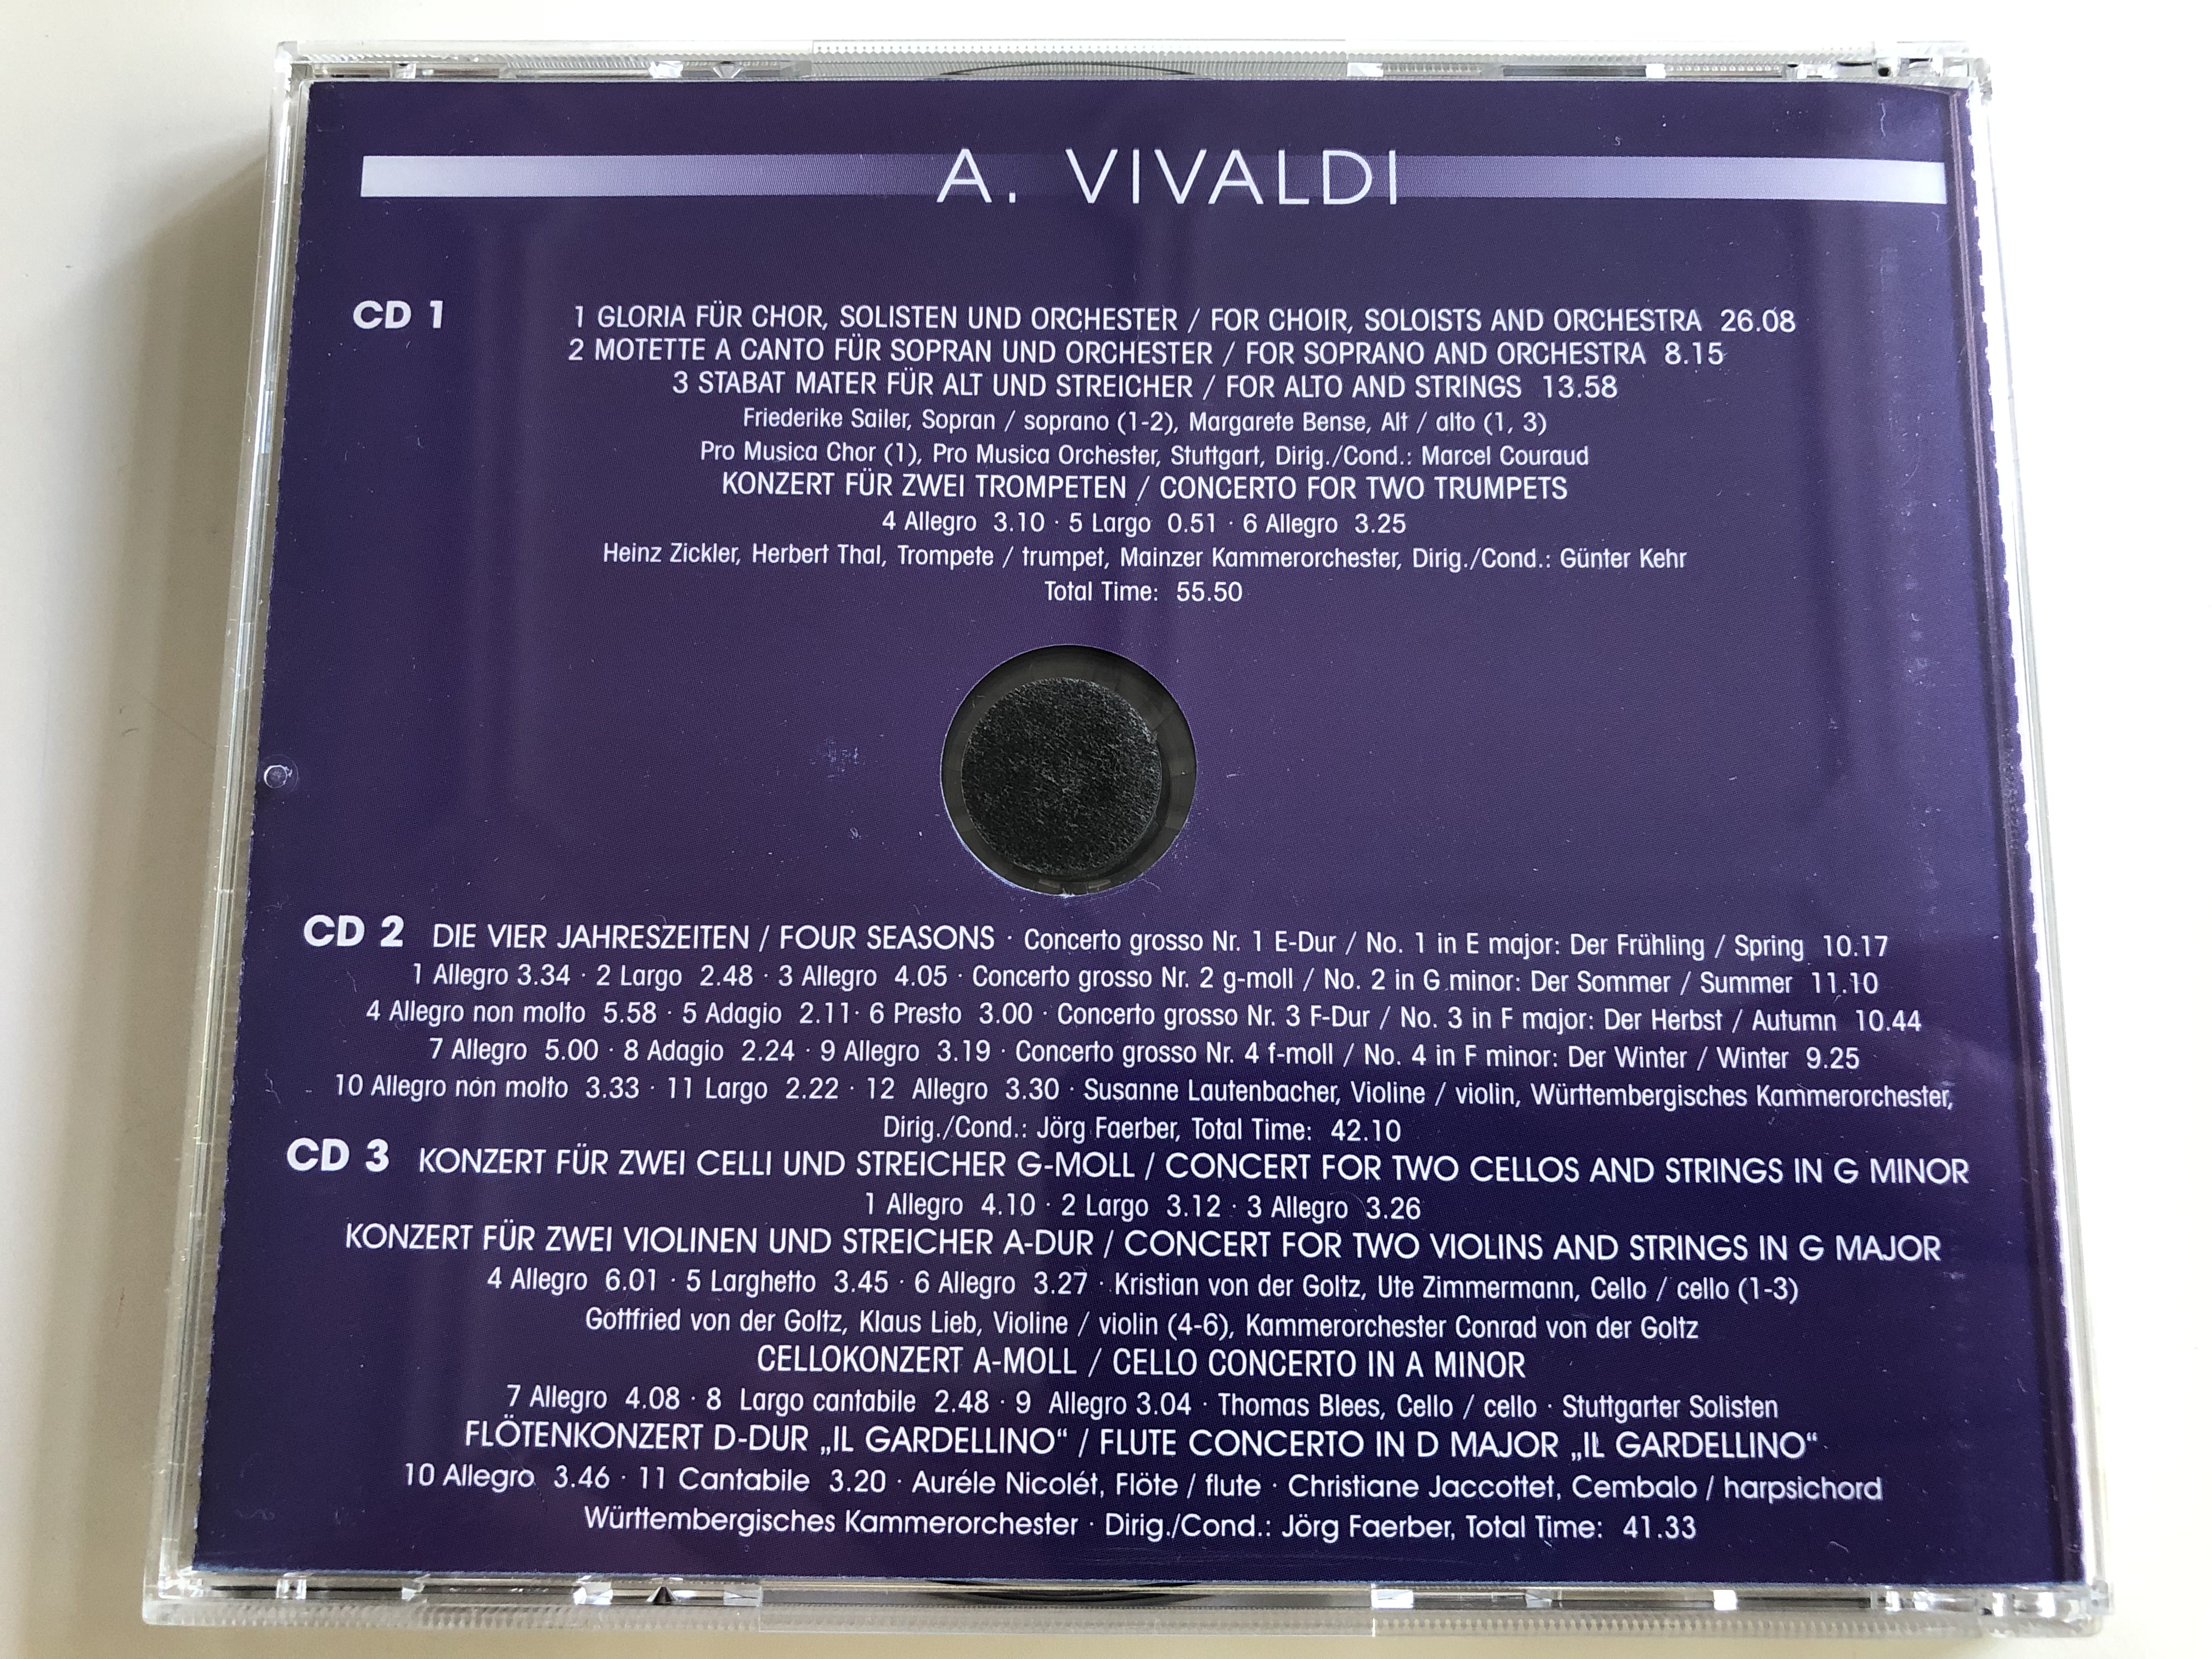 A. VIVALDI
CD 1 1 GLORIA FÜR CHOR, SOLISTEN UND ORCHESTER / FOR CHOIR, SOLOISTS AND ORCHESTRA 26.08
2 MOTETTE A CANTO FÜR SOPRAN UND ORCHESTER / FOR SOPRANO AND ORCHESTRA 8.15
3 STABAT MATER FÜR ALT UND STREICHER / FOR ALTO AND STRINGS 13.58
Friederike Sailer, Sopran / soprano (1-2), Margarete Bense, Alt / alto (1, 3)
Pro Musica Chor (1), Pro Musica Orchester, Stuttgart, Dirig./Cond.: Marcel Couraud
KONZERT FÜR ZWEI TROMPETEN / CONCERTO FOR TWO TRUMPETS
4 Allegro 3.10 · 5 Largo 0.51 · 6 Allegro 3.25
Heinz Zickler, Herbert Thal, Trompete / trumpet, Mainzer Kammerorchester, Dirig./Cond.: Günter Kehr
Total Time: 55.50
CD 2 DIE VIER JAHRESZEITEN / FOUR SEASONS · Concerto grosso Nr. 1 E-Dur / No. 1 in E major: Der Frühling / Spring 10.17
1 Allegro 3.34 · 2 Largo 2.48 · 3 Allegro 4.05 · Concerto grosso Nr. 2 g-moll / No. 2 in G minor: Der Sommer / Summer 11.10
4 Allegro non molto 5.58 · 5 Adagio 2.11· 6 Presto 3.00 · Concerto grosso Nr. 3 F-Dur / No. 3 in F major: Der Herbst / Autumn 10.44
7 Allegro 5.00 · 8 Adagio 2.24 · 9 Allegro 3.19 · Concerto grosso Nr. 4 f-moll / No. 4 in F minor: Der Winter / Winter 9.25
10 Allegro non molto 3.33 · 11 Largo 2.22 · 12 Allegro 3.30 · Susanne Lautenbacher, Violine / violin, Württembergisches Kammerorchester,
Dirig./Cond.: Jörg Faerber, Total Time: 42.10
CD 3 KONZERT FÜR ZWEI CELLI UND STREICHER G-MOLL / CONCERT FOR TWO CELLOS AND STRINGS IN G MINOR
1 Allegro 4.10 · 2 Largo 3.12 · 3 Allegro 3.26
KONZERT FÜR ZWEI VIOLINEN UND STREICHER A-DUR / CONCERT FOR TWO VIOLINS AND STRINGS IN G MAJOR
4 Allegro 6.01 · 5 Larghetto 3.45 · 6 Allegro 3.27 · Kristian von der Goltz, Ute Zimmermann, Cello / cello (1-3)
Gottfried von der Goltz, Klaus Lieb, Violine / violin (4-6), Kammerorchester Conrad von der Goltz
CELLOKONZERT A-MOLL / CELLO CONCERTO IN A MINOR
7 Allegro 4.08 · 8 Largo cantabile 2.48 · 9 Allegro 3.04 · Thomas Blees, Cello / cello · Stuttgarter Solisten
FLÖTENKONZERT D-DUR „IL GARDELLINO“ / FLUTE CONCERTO IN D MAJOR „IL GARDELLINO“
10 Allegro 3.46 · 11 Cantabile 3.20 · Auréle Nicolét, Flöte / flute · Christiane Jaccottet, Cembalo / harpsichord
Württembergisches Kammerorchester · Dirig./Cond.: Jörg Faerber, Total Time: 41.33